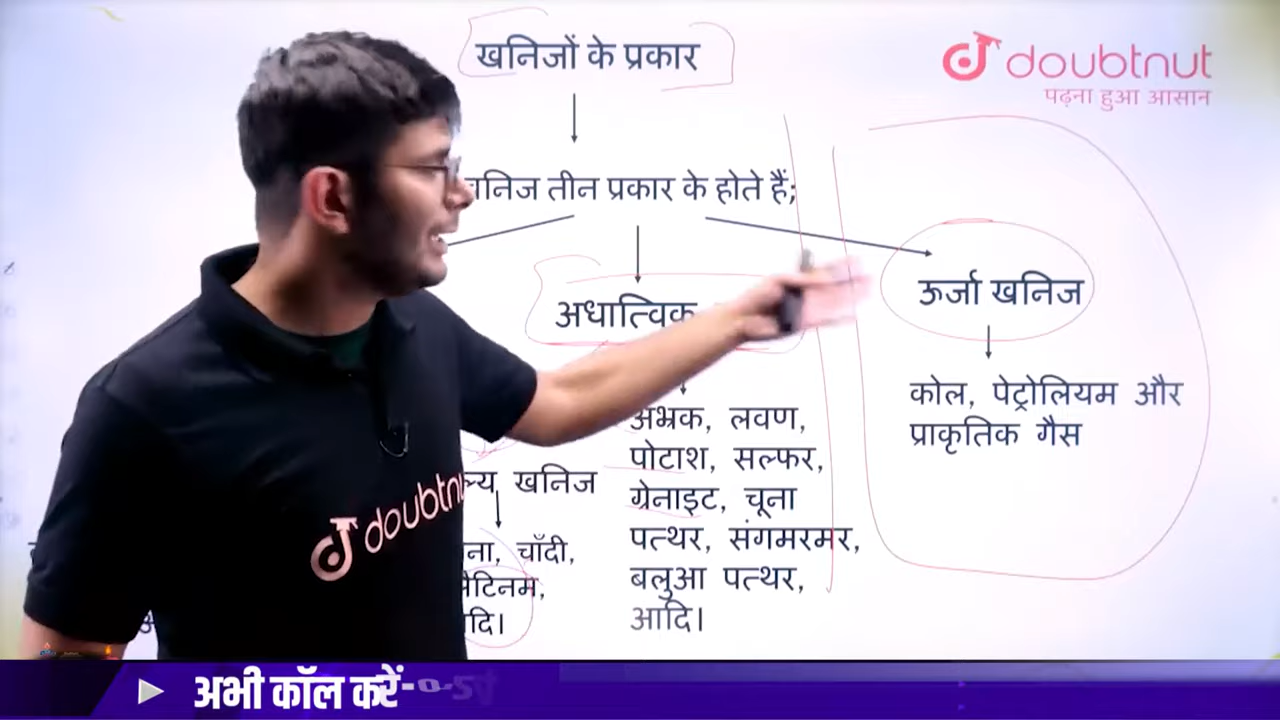 खनिजों के प्रकार
doubtnut
पढ़ना हुआ आसान
तीन प्रकार के होते हैं;
ऊर्जा खनिज
अधात्विक
कोल, पेट्रोलियम और
प्राकृतिक गैस
अभ्रक, लवण,
पोटाश, सल्फर,
ग्रेनाइट, चूना
पत्थर, संगमरमर,
बलुआ पत्थर,
आदि।
खनिज
चाँदी,
doubtnu
अभी कॉल करें-